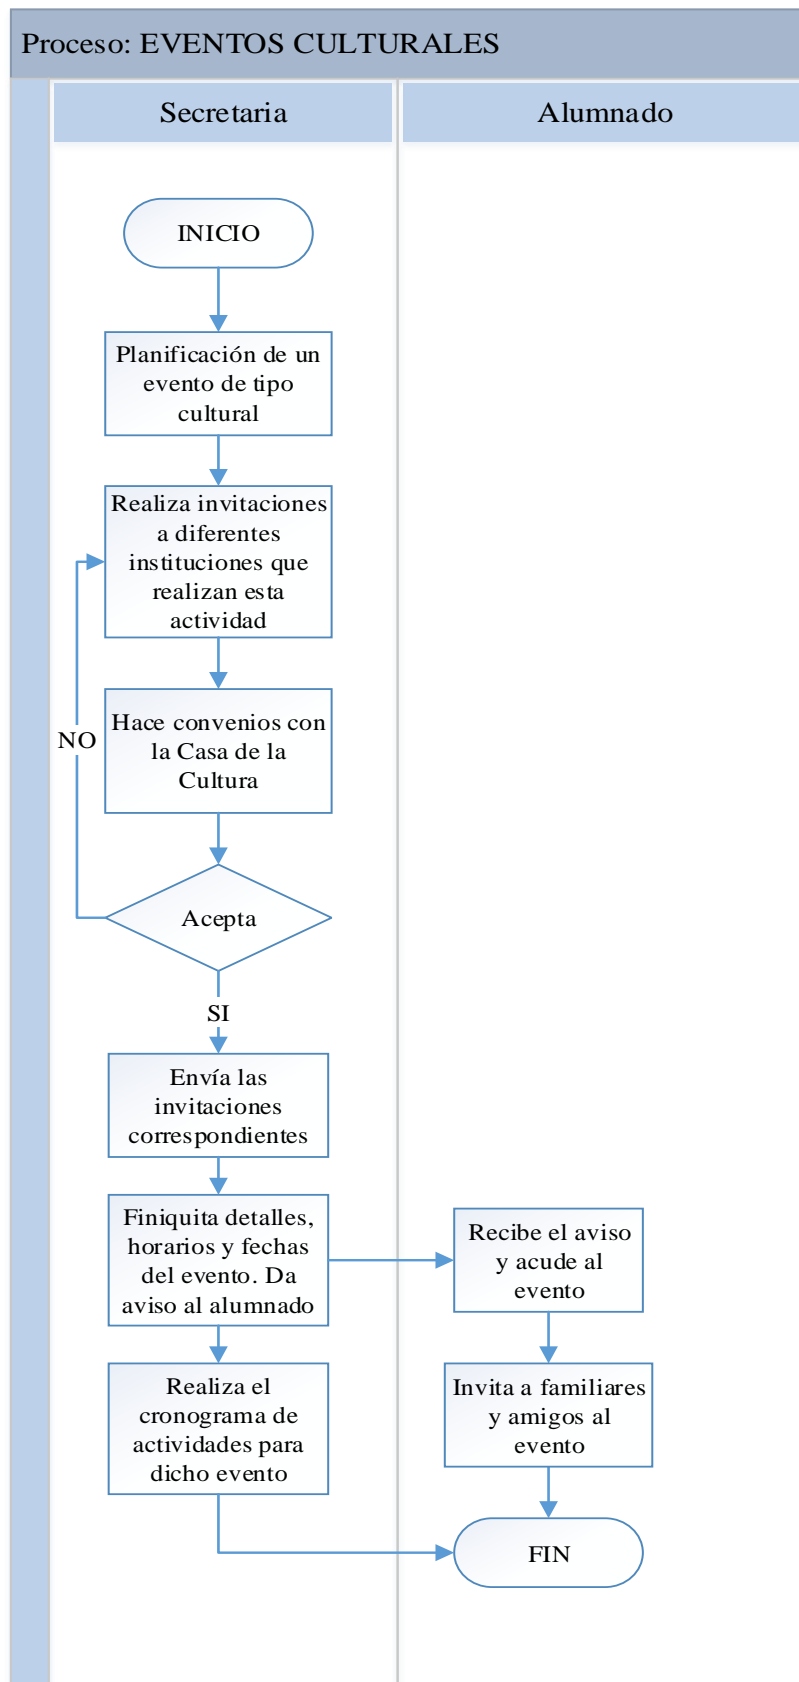 Proceso: EVENTOS CULTURALES
Secretaria
Alumnado
INICIO
Planificación de un
evento de tipo
cultural
Realiza invitaciones
a diferentes
instituciones que
realizan esta
actividad
Hace convenios con
la Casa de la
Cultura
NO
Acepta
SI
Envía las
invitaciones
correspondientes
Finiquita detalles,
horarios y fechas
del evento. Da
aviso al alumnado
Recibe el aviso
y acude al
evento
Realiza el
cronograma de
actividades para
dicho evento
Invita a familiares
y amigos al
evento
FIN